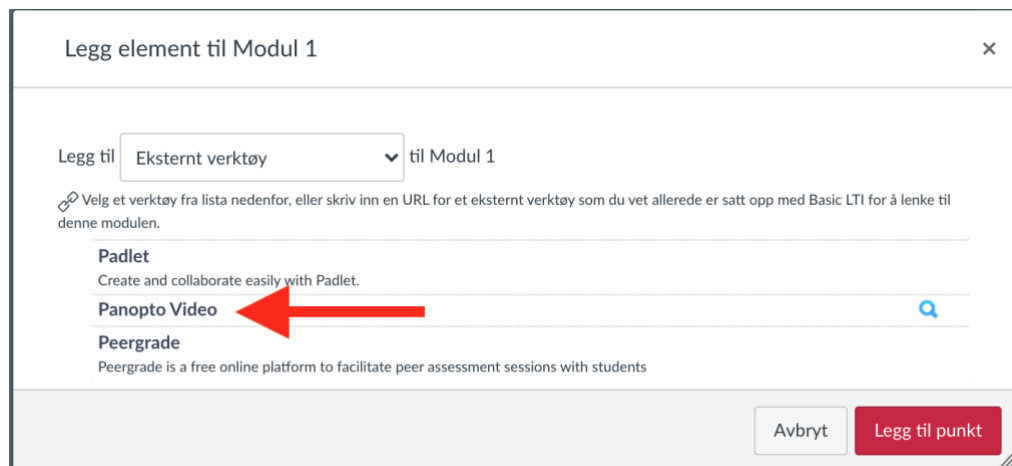 Legg element til Modul 1
×
Legg til Eksternt verktøy til Modul 1
Velg et verktøy fra lista nedenfor, eller skriv inn en URL for et eksternt verktøy som du vet allerede er satt opp med Basic LTI for å lenke til
denne modulen.
Padlet
Create and collaborate easily with Padlet.
Panopto Video
Peergrade
Peergrade is a free online platform to facilitate peer assessment sessions with students
Avbryt Legg til punkt